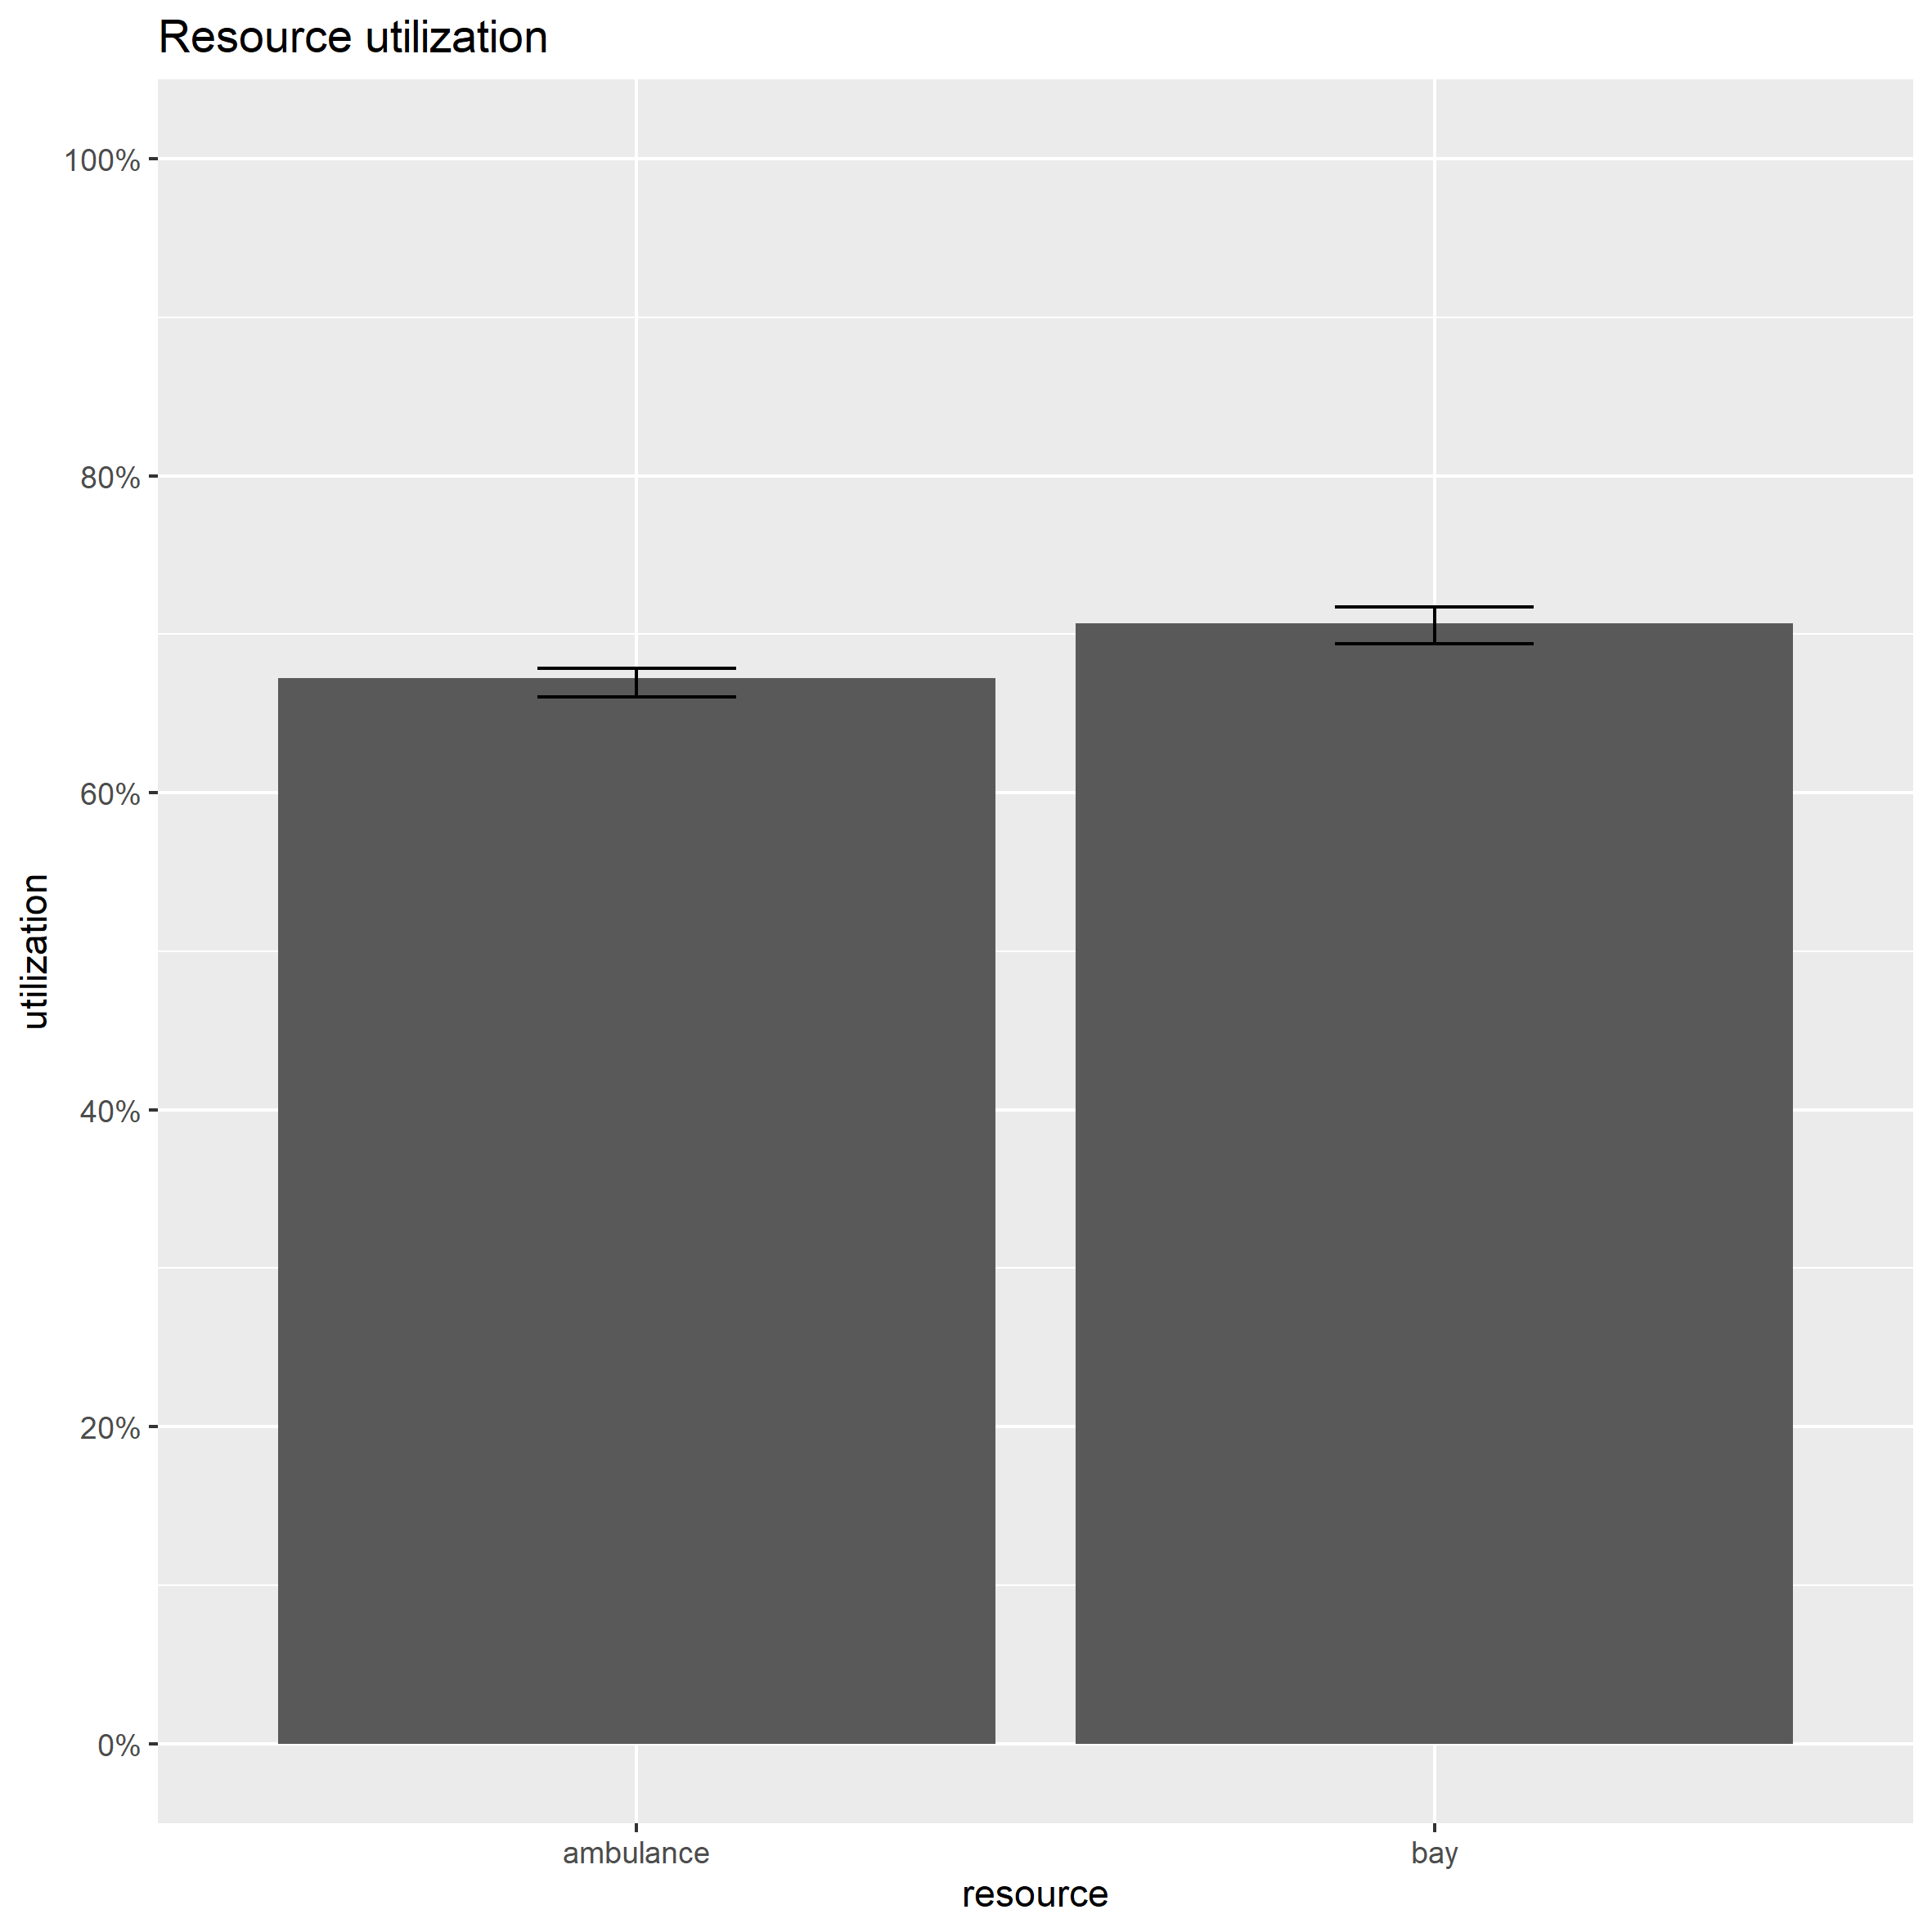 Resource utilization
100%
80%
60%
40%
20%
0%
utilization
ambulance
bay
resource